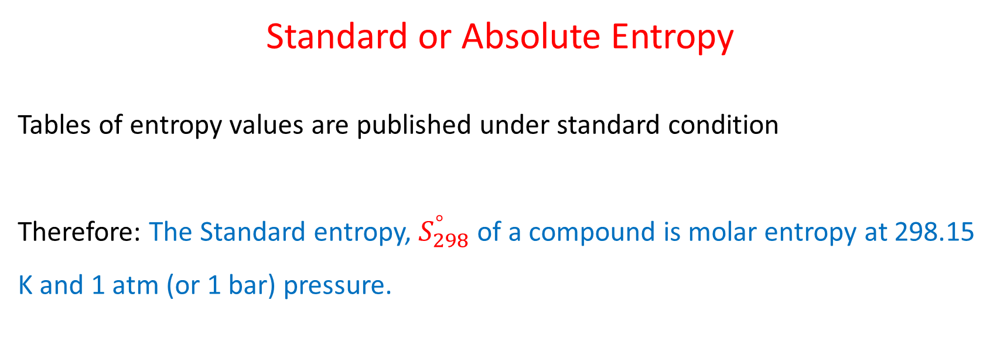 Standard or Absolute Entropy
Tables of entropy values are published under standard condition
Therefore: The Standard entropy, S°₂₉₈ of a compound is molar entropy at 298.15
K and 1 atm (or 1 bar) pressure.